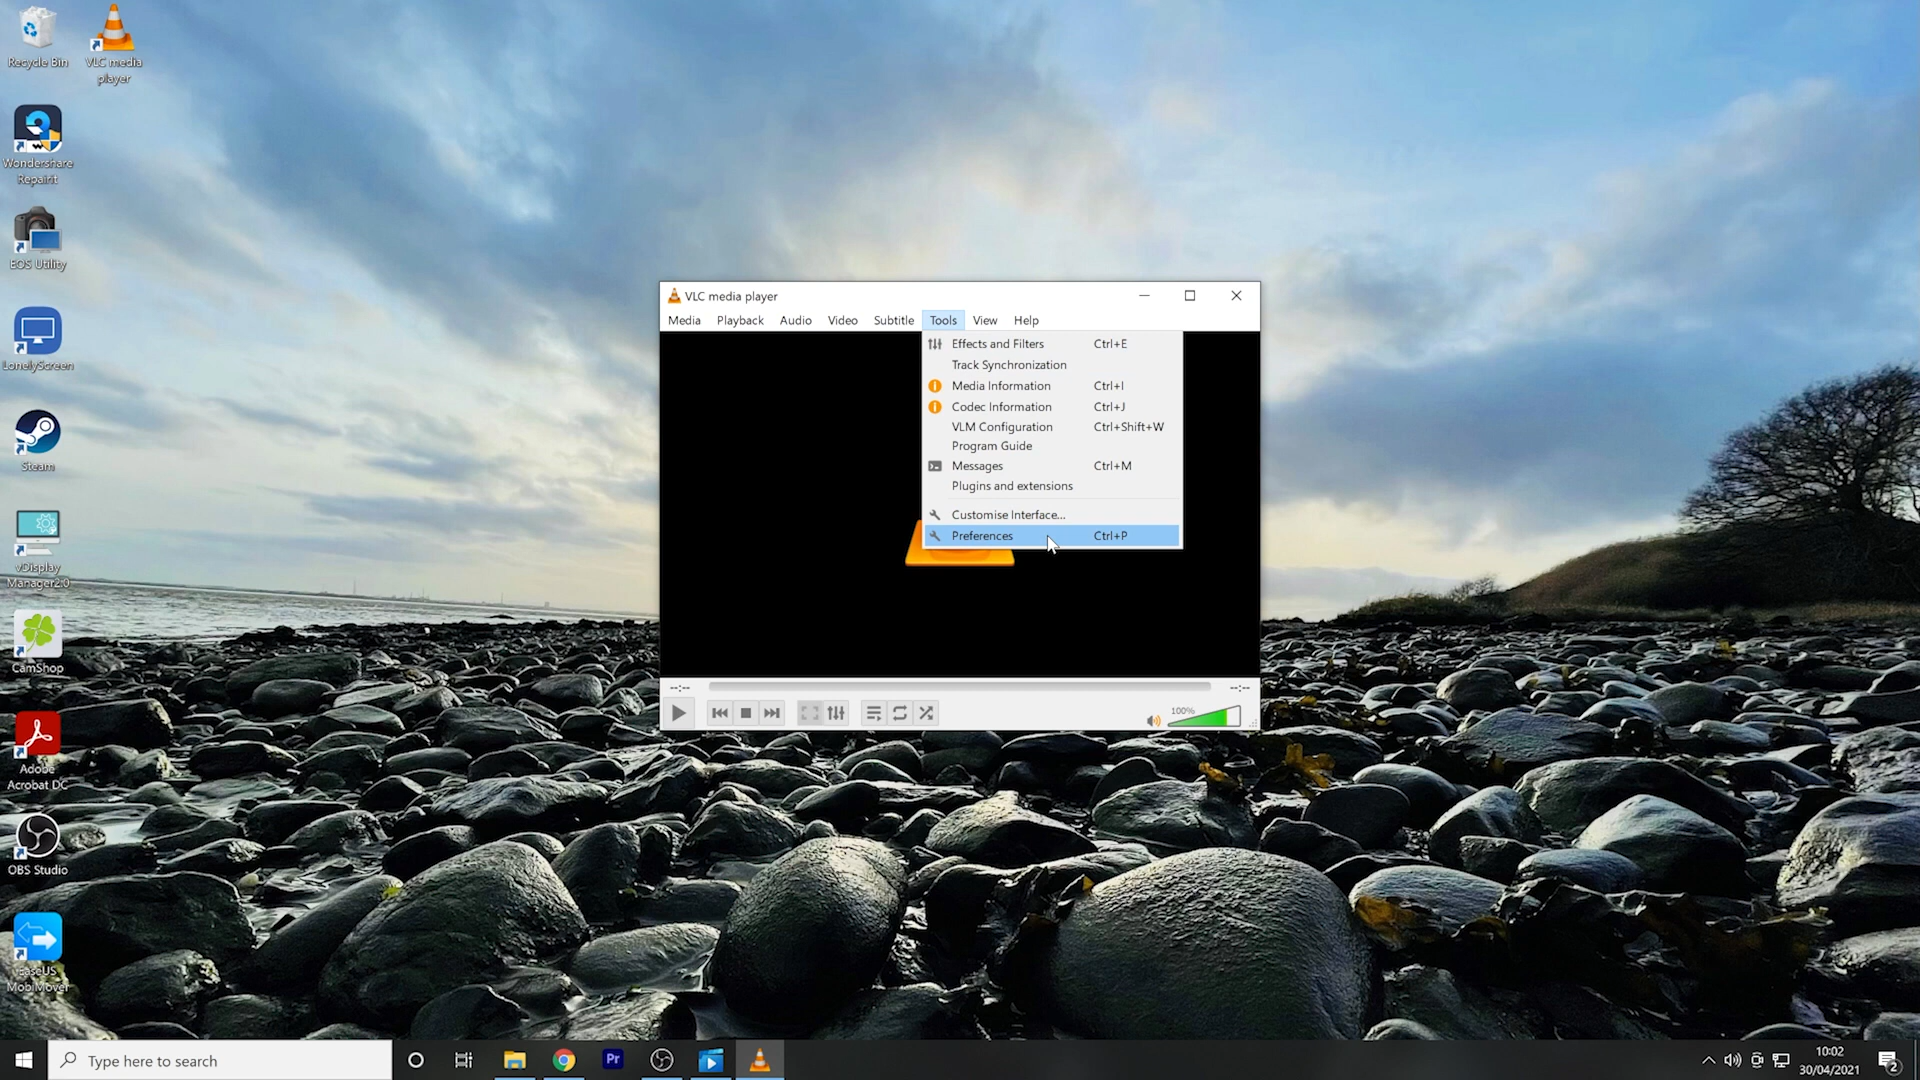 Recycle Bin
VLC media
player
Wondershare
Repairit
EOS Utility
LonelyScreen
Steam
vDisplay
Manager2.0
CamShop
Adobe
Acrobat DC
OBS Studio
EaseUS
MobiMover
VLC media player
Media Playback Audio Video Subtitle Tools View Help
Effects and Filters Ctrl+E
Track Synchronization
Media Information Ctrl+I
Codec Information Ctrl+J
VLM Configuration Ctrl+Shift+W
Program Guide
Messages Ctrl+M
Plugins and extensions
Customise Interface...
Preferences Ctrl+P
--:-- --:--
100%
Type here to search
Pr
10:02
30/04/2021
2